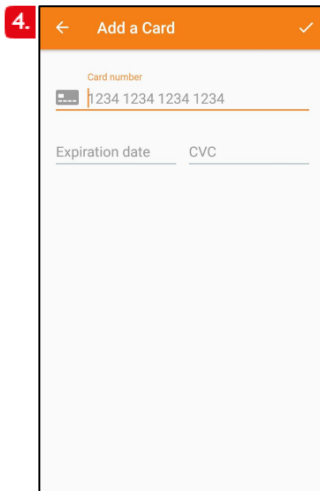 4.
Add a Card
Card number
1234 1234 1234 1234
Expiration date CVC